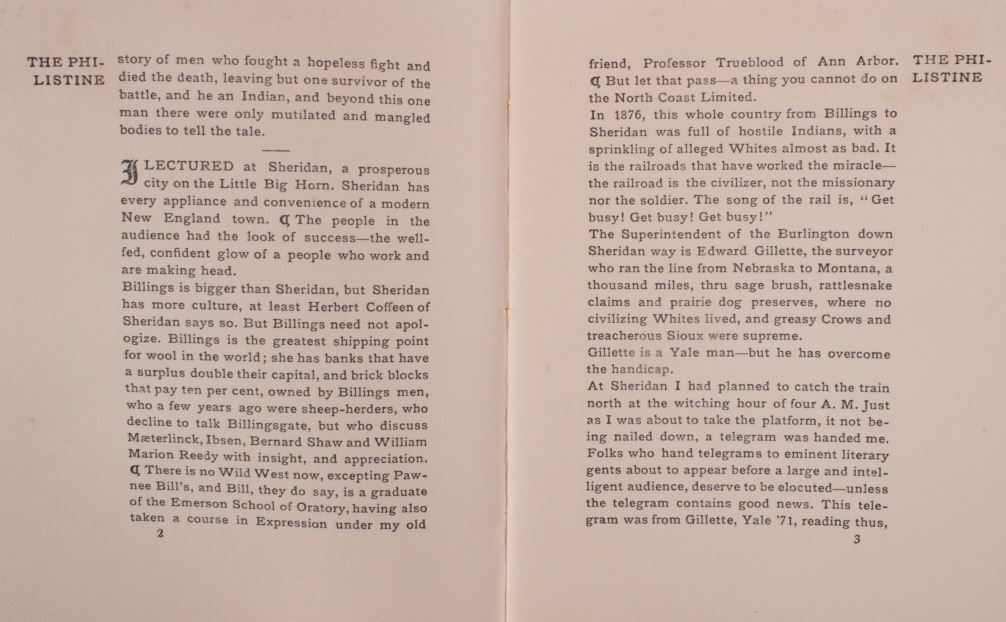 THE PHI-
LISTINE
story of men who fought a hopeless fight and
died the death, leaving but one survivor of the
battle, and he an Indian, and beyond this one
man there were only mutilated and mangled
bodies to tell the tale.
I LECTURED at Sheridan, a prosperous
city on the Little Big Horn. Sheridan has
every appliance and convenience of a modern
New England town. ¶ The people in the
audience had the look of success—the well-
fed, confident glow of a people who work and
are making head.
Billings is bigger than Sheridan, but Sheridan
has more culture, at least Herbert Coffeen of
Sheridan says so. But Billings need not apol-
ogize. Billings is the greatest shipping point
for wool in the world; she has banks that have
a surplus double their capital, and brick blocks
that pay ten per cent, owned by Billings men,
who a few years ago were sheep-herders, who
decline to talk Billingsgate, but who discuss
Mæterlinck, Ibsen, Bernard Shaw and William
Marion Reedy with insight, and appreciation.
¶ There is no Wild West now, excepting Paw-
nee Bill's, and Bill, they do say, is a graduate
of the Emerson School of Oratory, having also
taken a course in Expression under my old
2
THE PHI-
LISTINE
friend, Professor Trueblood of Ann Arbor.
¶ But let that pass—a thing you cannot do on
the North Coast Limited.
In 1876, this whole country from Billings to
Sheridan was full of hostile Indians, with a
sprinkling of alleged Whites almost as bad. It
is the railroads that have worked the miracle—
the railroad is the civilizer, not the missionary
nor the soldier. The song of the rail is, "Get
busy! Get busy! Get busy!"
The Superintendent of the Burlington down
Sheridan way is Edward Gillette, the surveyor
who ran the line from Nebraska to Montana, a
thousand miles, thru sage brush, rattlesnake
claims and prairie dog preserves, where no
civilizing Whites lived, and greasy Crows and
treacherous Sioux were supreme.
Gillette is a Yale man—but he has overcome
the handicap.
At Sheridan I had planned to catch the train
north at the witching hour of four A. M. Just
as I was about to take the platform, it not be-
ing nailed down, a telegram was handed me.
Folks who hand telegrams to eminent literary
gents about to appear before a large and intel-
ligent audience, deserve to be elocuted—unless
the telegram contains good news. This tele-
gram was from Gillette, Yale '71, reading thus,
3